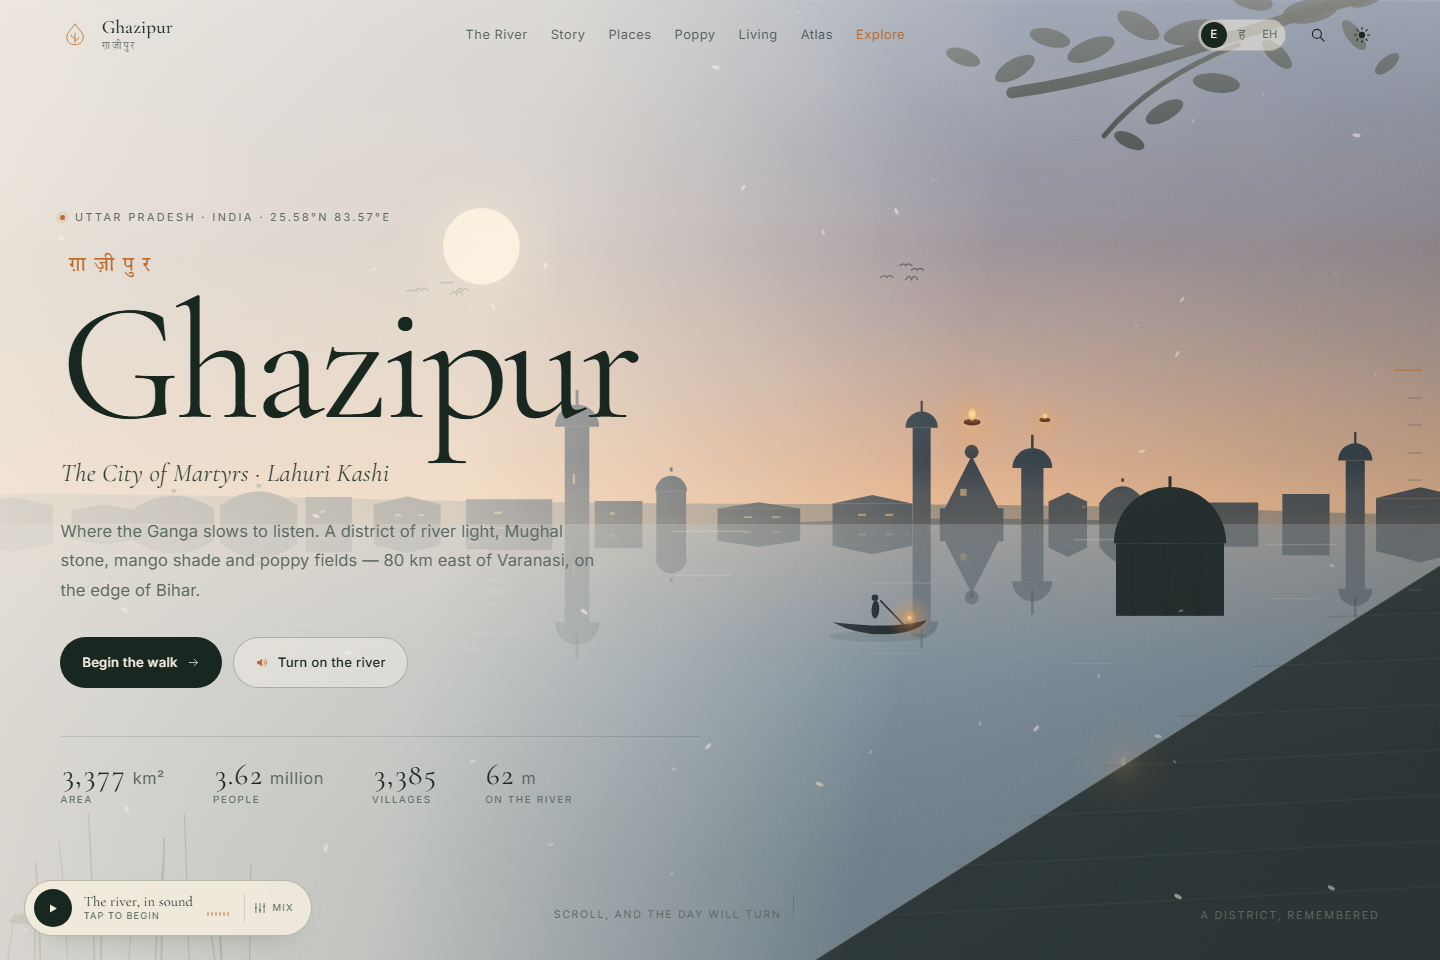 Ghazipur
ग़ाज़ीपुर
The River Story Places Poppy Living Atlas Explore
E ह EH
UTTAR PRADESH · INDIA · 25.58°N 83.57°E
ग़ाज़ीपुर
Ghazipur
The City of Martyrs · Lahuri Kashi
Where the Ganga slows to listen. A district of river light, Mughal
stone, mango shade and poppy fields — 80 km east of Varanasi, on
the edge of Bihar.
Begin the walk →
Turn on the river
3,377 km² 3.62 million 3,385 62 m
AREA PEOPLE VILLAGES ON THE RIVER
The river, in sound
TAP TO BEGIN
MIX
SCROLL, AND THE DAY WILL TURN
A DISTRICT, REMEMBERED